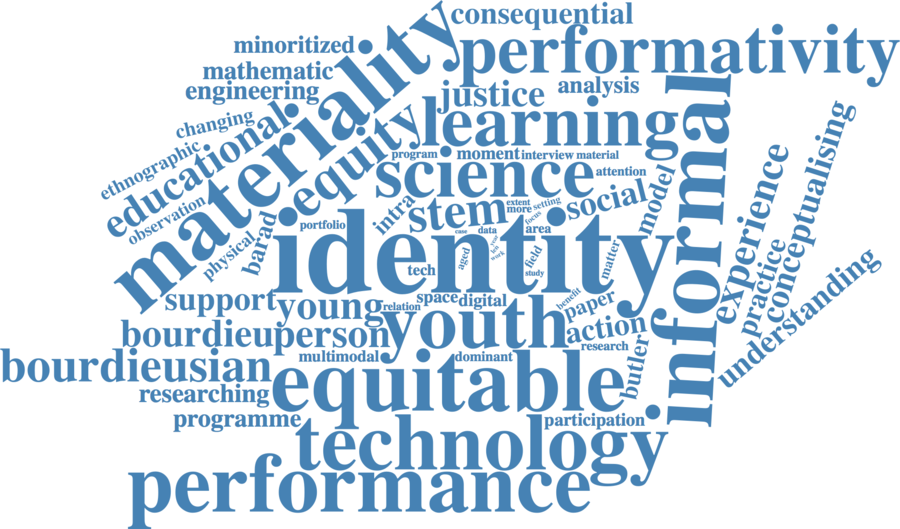 consequential
minoritized
performativity
mathematic
engineering
analysis
materiality
justice
changing
educational
learning
ethnographic
equity
program
moment
interview
material
science
attention
observation
intra
stem
extent
more
setting
focus
social
model
informal
experience
conceptualising
physical
barad
portfolio
identity
case
data
area
tech
aged
work
field
study
matter
practice
understanding
support
young
relation
space
digital
benefit
paper
bourdieu
person
youth
action
research
butler
bourdieusian
multimodal
dominant
researching
equitable
programme
participation
technology
performance